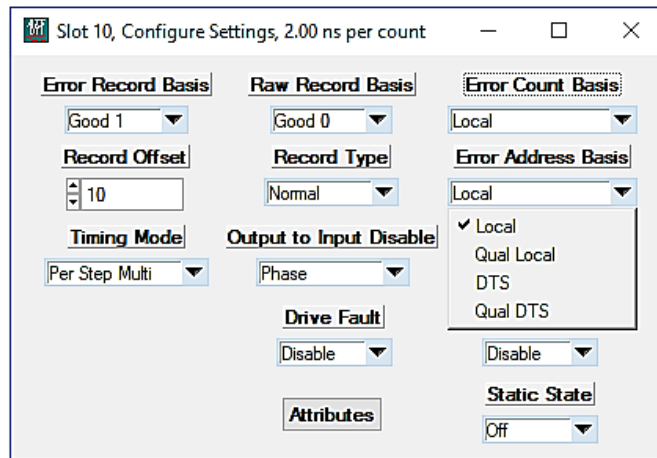 Slot 10, Configure Settings, 2.00 ns per count
Error Record Basis Raw Record Basis Error Count Basis
Good 1 Good 0 Local
Record Offset Record Type Error Address Basis
10 Normal Local
Timing Mode Output to Input Disable
Per Step Multi Phase
Local
Qual Local
DTS
Qual DTS
Drive Fault
Disable Disable
Attributes Static State
Off